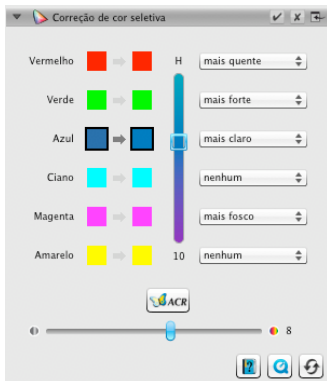 Correção de cor seletiva
H
Vermelho mais quente
Verde mais forte
Azul mais claro
Ciano nenhum
Magenta mais fosco
Amarelo 10 nenhum
ACR
8